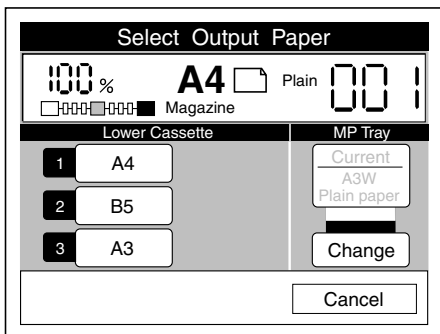 Select Output Paper
100 % A4 Plain 001
Magazine
Lower Cassette
MP Tray
1 A4
2 B5
3 A3
Current
A3W
Plain paper
Change
Cancel